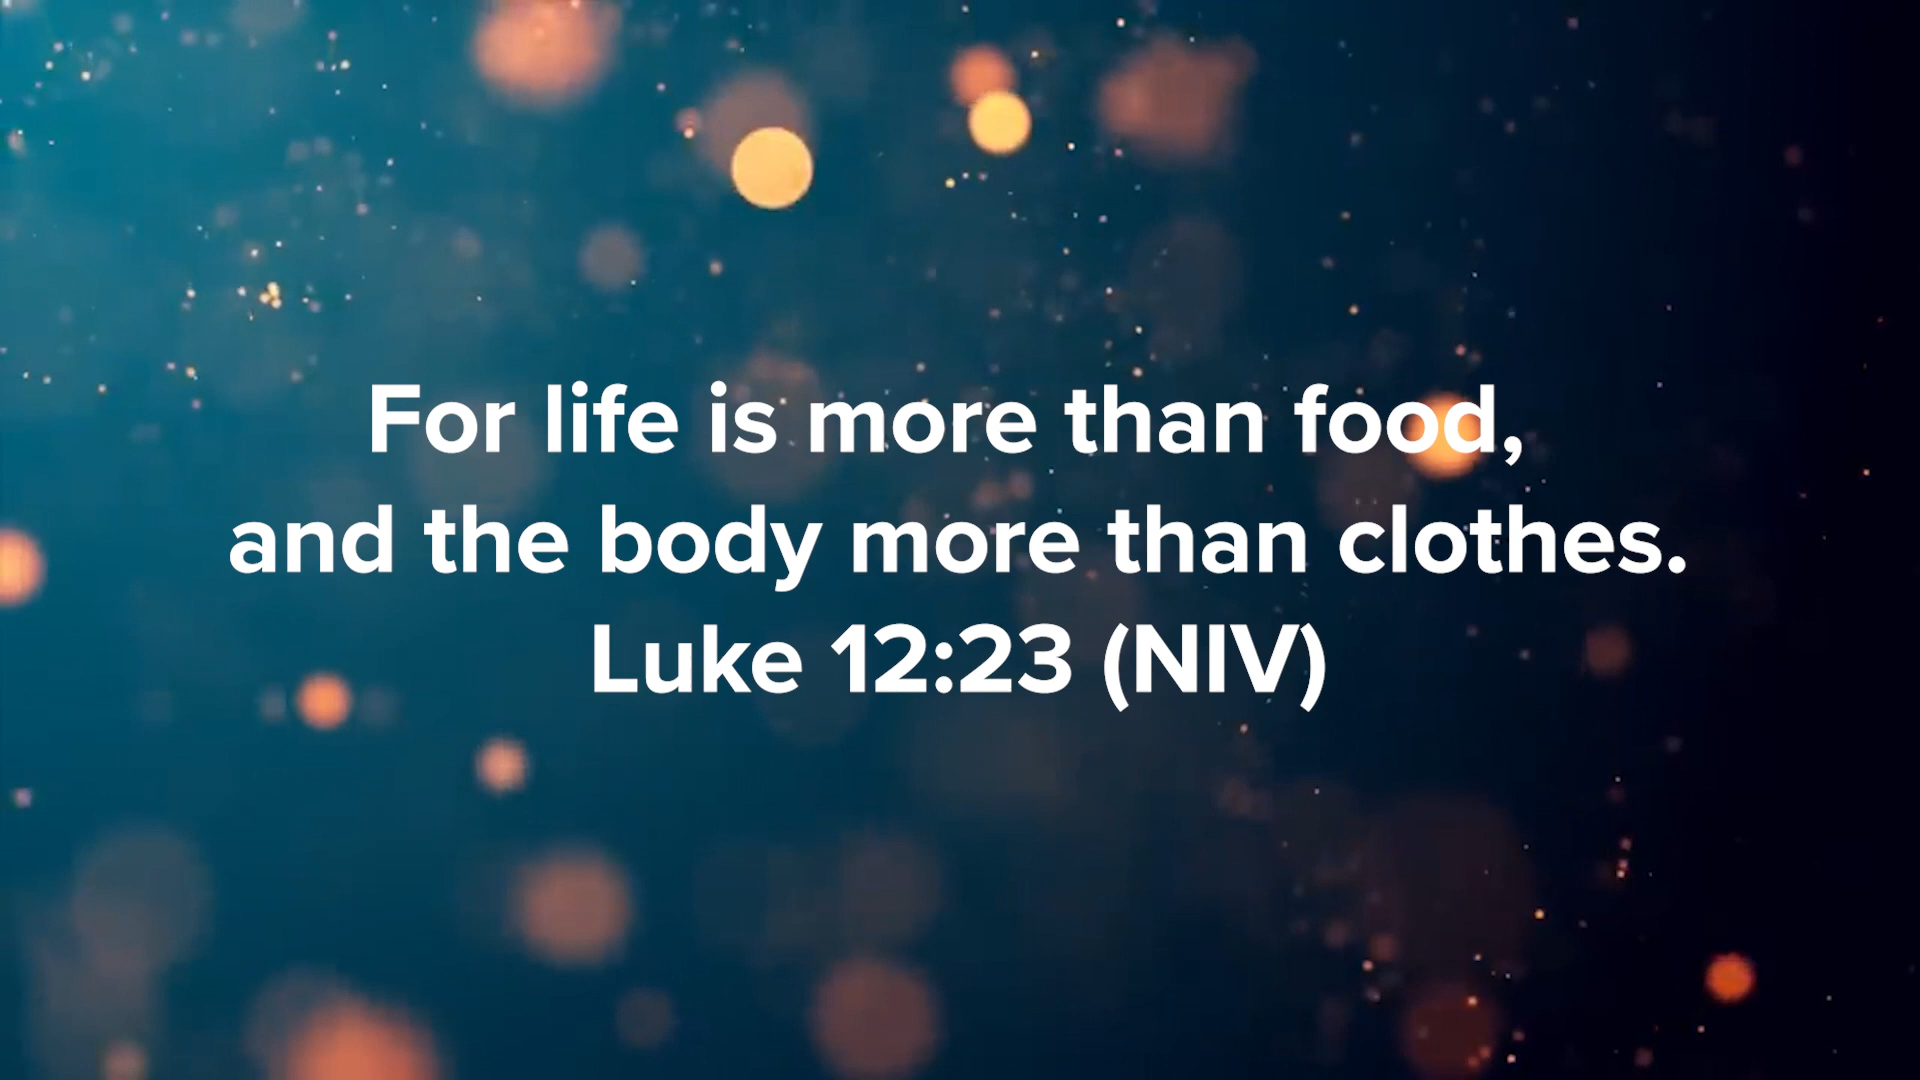 For life is more than food,
and the body more than clothes.
Luke 12:23 (NIV)